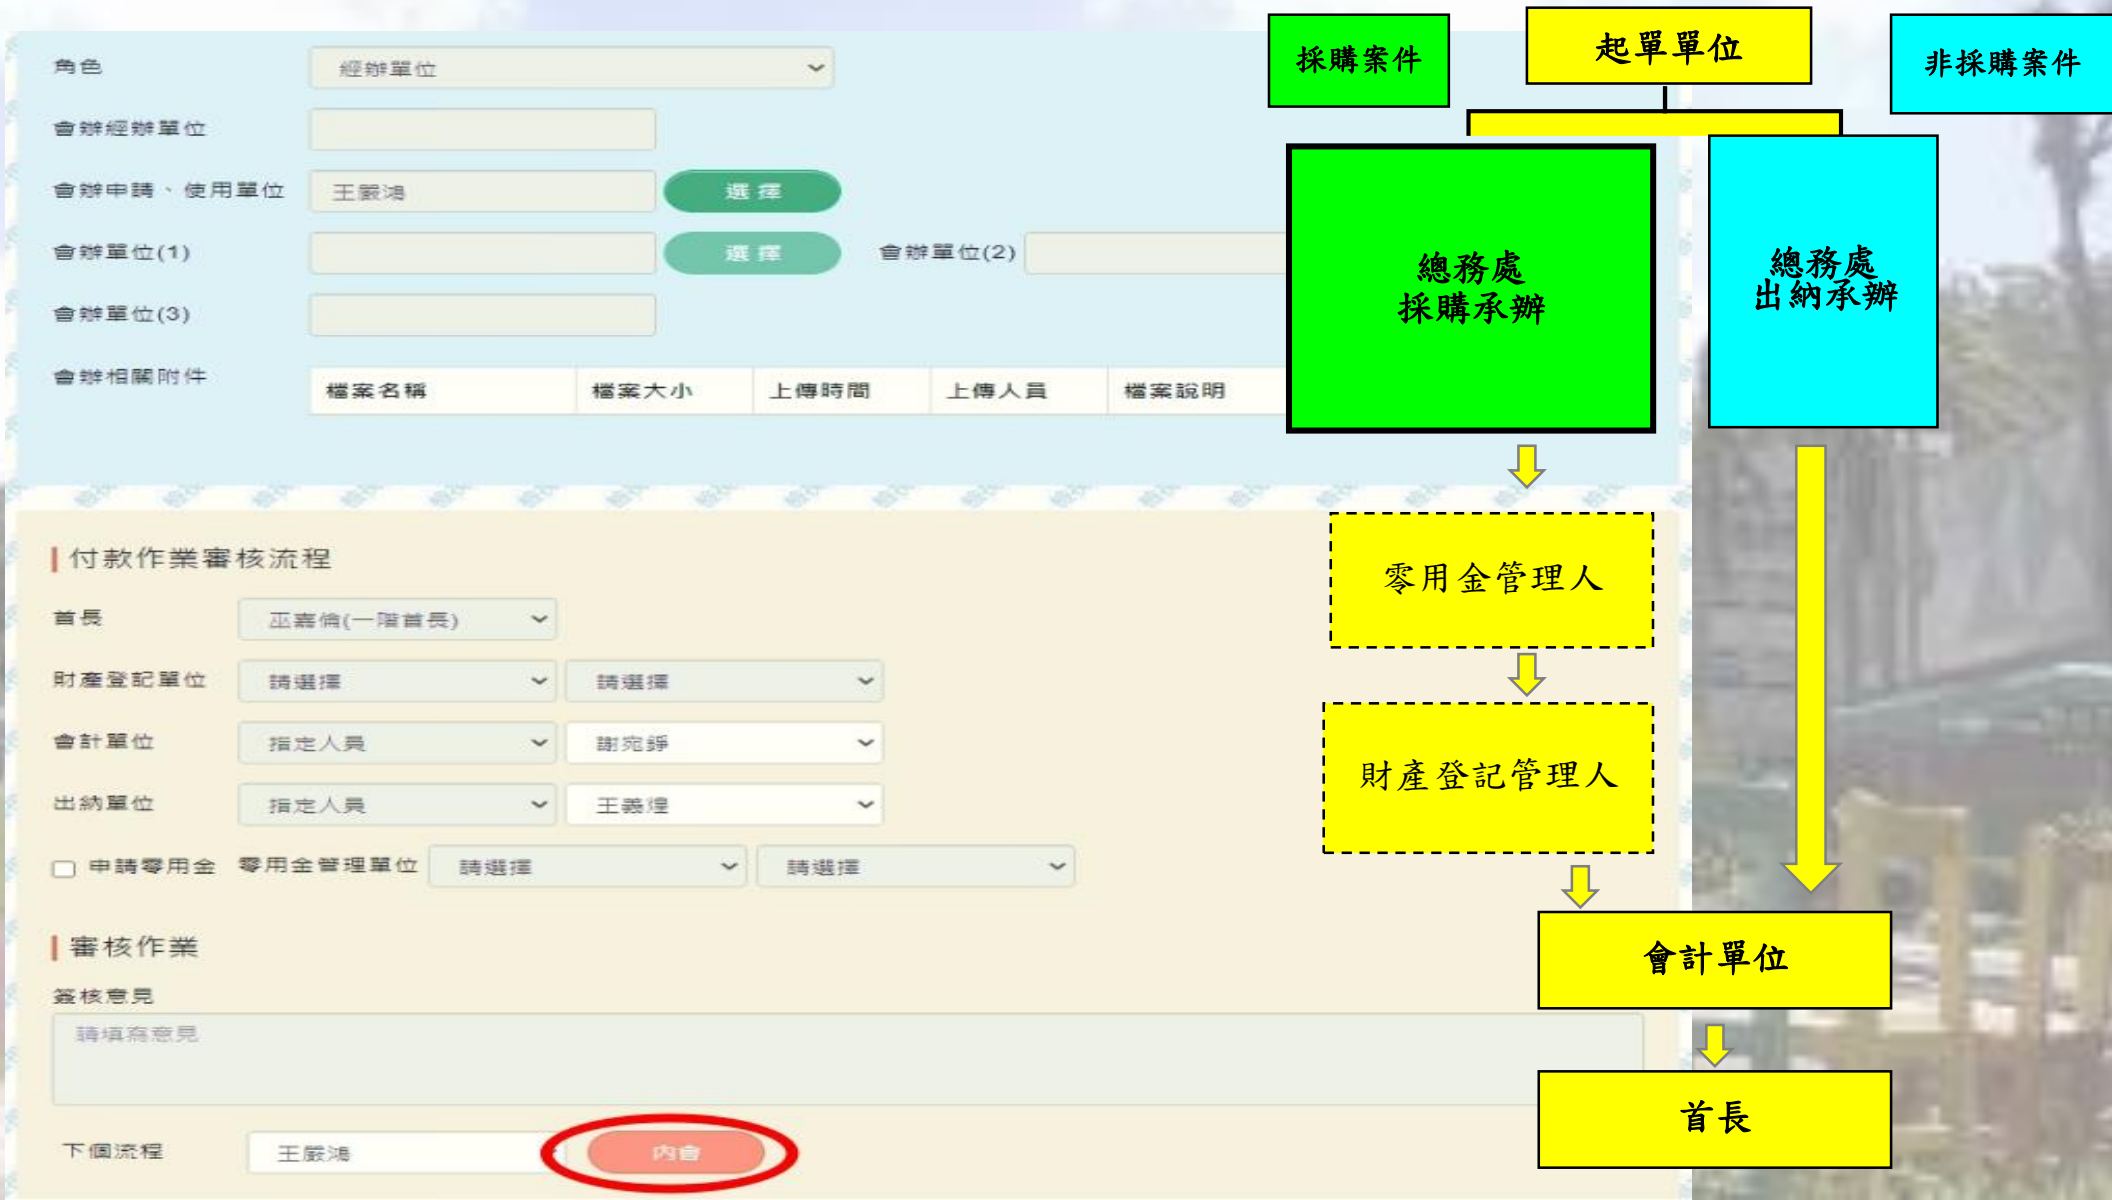 角色 經辦單位
會辦經辦單位
會辦申請、使用單位 王嚴鴻 選擇
會辦單位(1) 選擇 會辦單位(2)
會辦單位(3)
會辦相關附件
檔案名稱 檔案大小 上傳時間 上傳人員 檔案說明
付款作業審核流程
首長 巫嘉倫(一階首長)
財產登記單位 請選擇 請選擇
會計單位 指定人員 謝宛錚
出納單位 指定人員 王義煌
申請零用金 零用金管理單位 請選擇 請選擇
審核作業
簽核意見
請填寫意見
下個流程 王嚴鴻 內會
採購案件
起單單位
非採購案件
總務處
採購承辦
總務處
出納承辦
零用金管理人
財產登記管理人
會計單位
首長